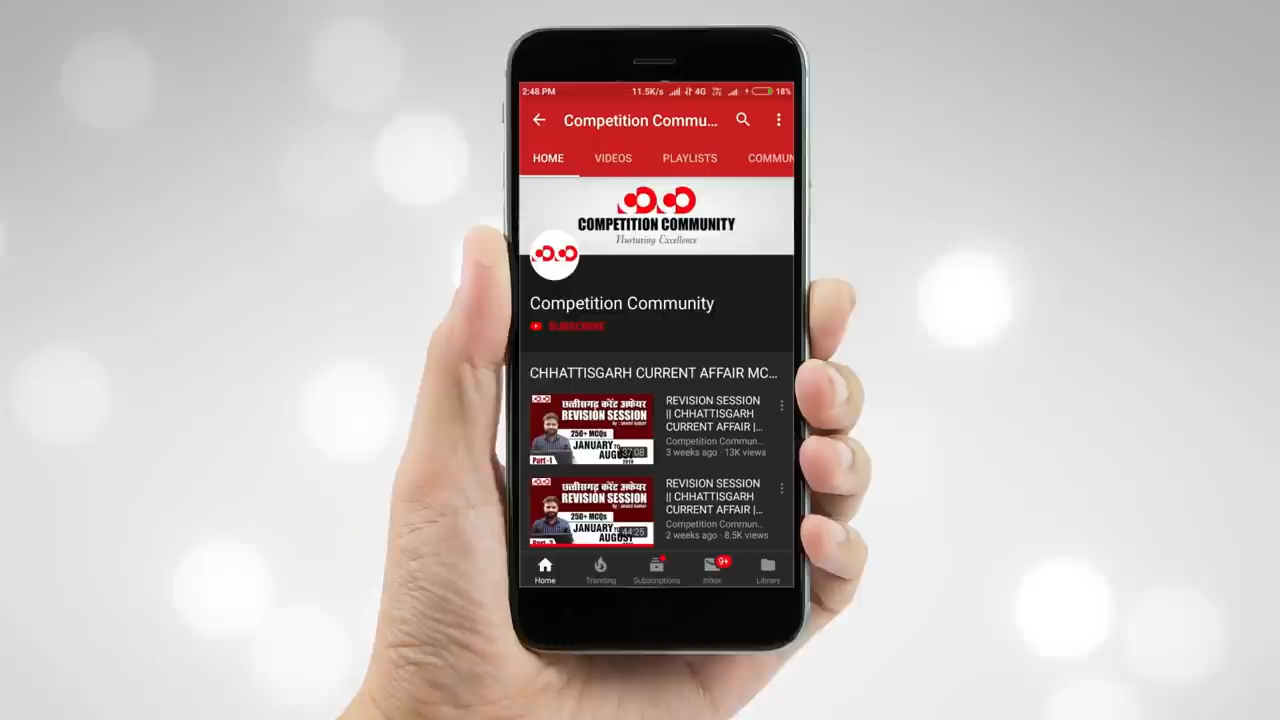 2:48 PM 11.5K/s 4G 18%
Competition Commu...
HOME VIDEOS PLAYLISTS COMMUN
COMPETITION COMMUNITY
Nurturing Excellence
Competition Community
SUBSCRIBE
CHHATTISGARH CURRENT AFFAIR MC...
छत्तीसगढ़ करेंट अफेयर
REVISION SESSION
250+ MCQs
JANUARY TO
AUGUST
2019
Part-1
37:08
REVISION SESSION
|| CHHATTISGARH
CURRENT AFFAIR |...
Competition Commun...
3 weeks ago · 13K views
छत्तीसगढ़ करेंट अफेयर
REVISION SESSION
250+ MCQs
JANUARY
AUGUST
44:25
REVISION SESSION
|| CHHATTISGARH
CURRENT AFFAIR |...
Competition Commun...
2 weeks ago · 8.5K views
Home Trending Subscriptions Inbox 9+ Library